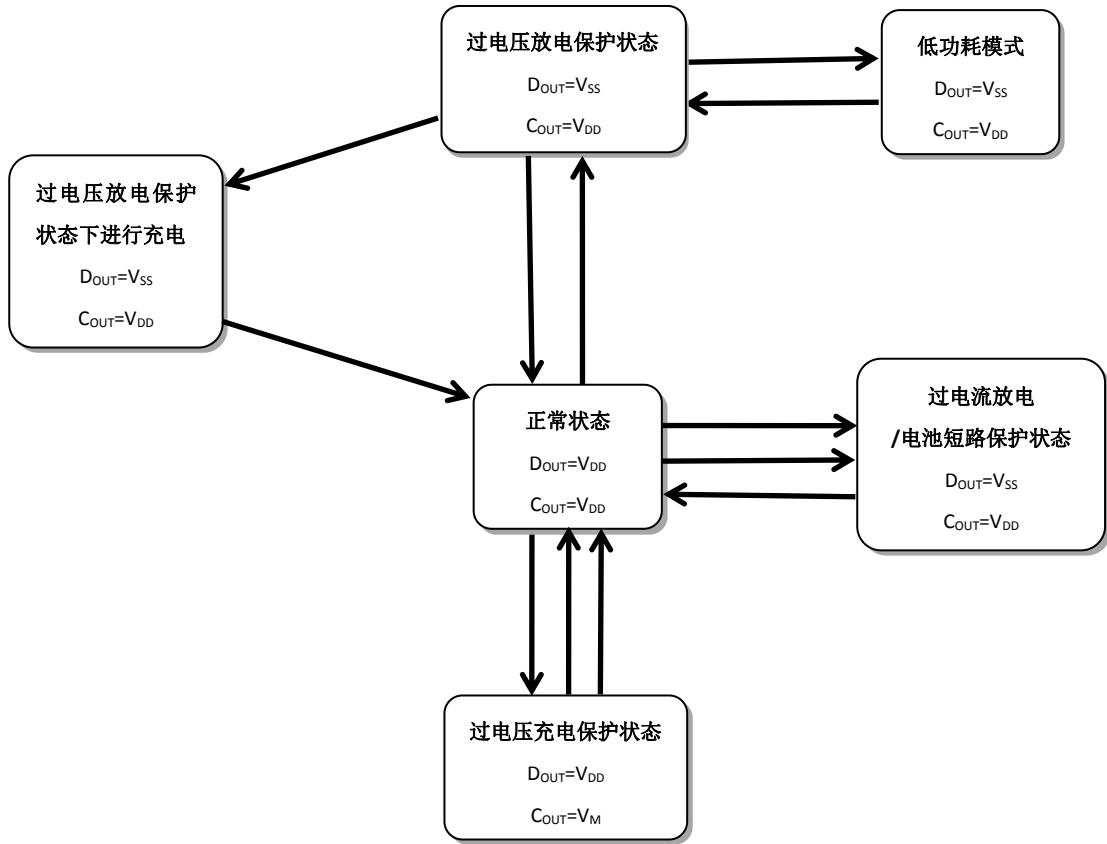 过电压放电保护状态
DOUT=VSS
COUT=VDD
低功耗模式
DOUT=VSS
COUT=VDD
过电压放电保护
状态下进行充电
DOUT=VSS
COUT=VDD
正常状态
DOUT=VDD
COUT=VDD
过电流放电
/电池短路保护状态
DOUT=VSS
COUT=VDD
过电压充电保护状态
DOUT=VDD
COUT=VM